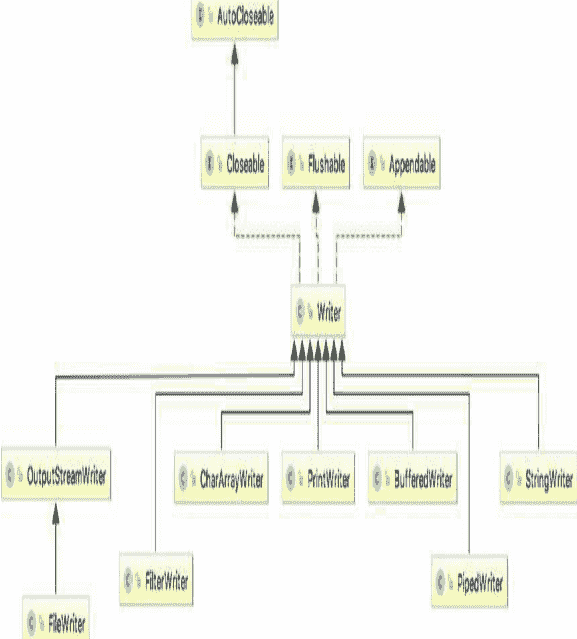 AutoCloseable
Closeable
Flushable
Appendable
Writer
OutputStreamWriter
CharArrayWriter
PrintWriter
BufferedWriter
StringWriter
FilterWriter
PipedWriter
FileWriter